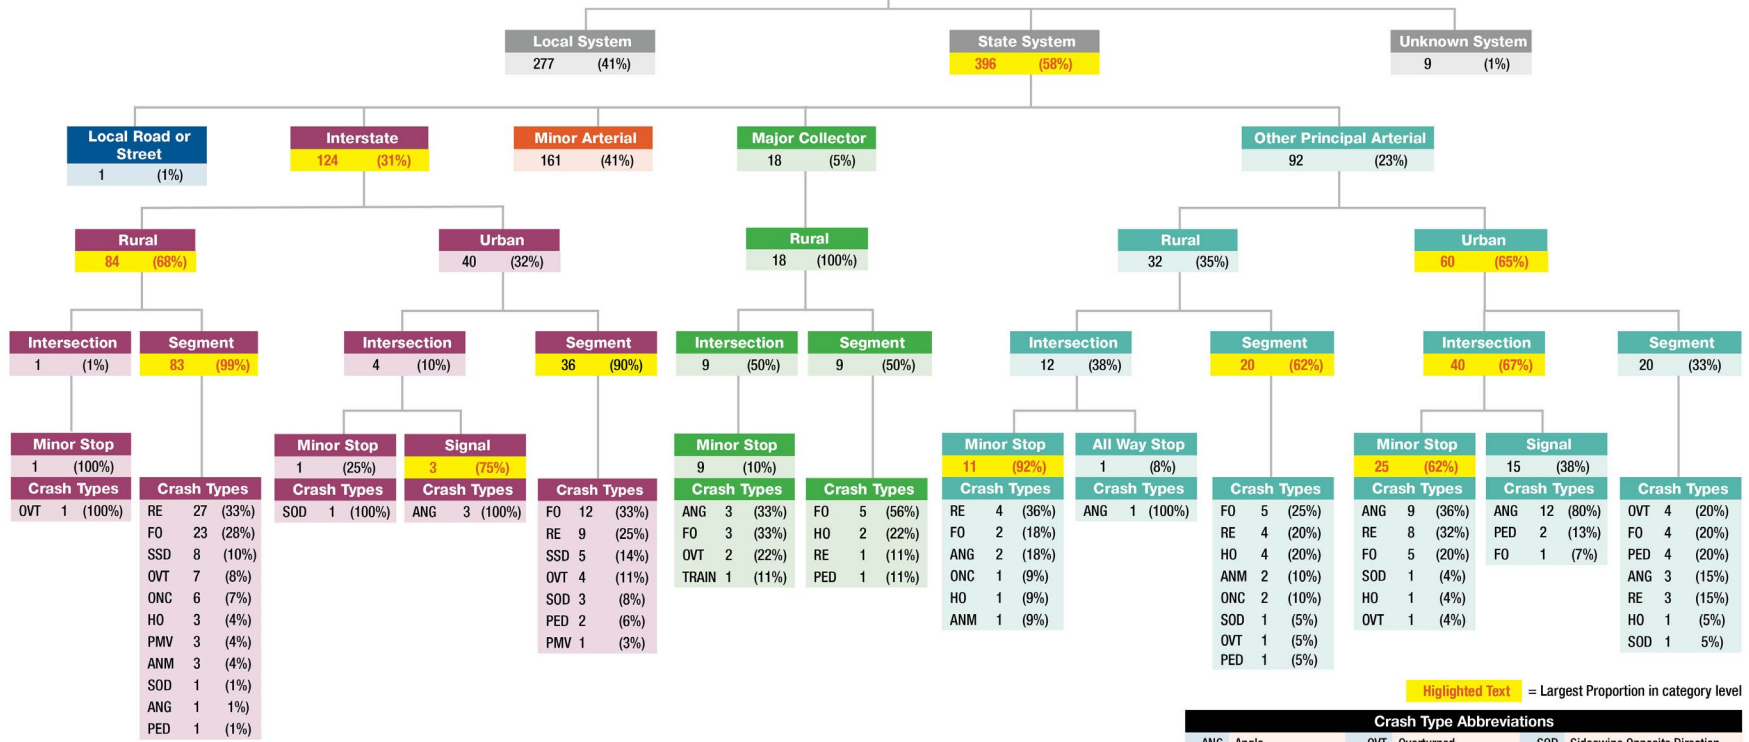 Local System
277 (41%)
State System
396 (58%)
Unknown System
9 (1%)
Local Road or
Street
1 (1%)
Interstate
124 (31%)
Minor Arterial
161 (41%)
Major Collector
18 (5%)
Other Principal Arterial
92 (23%)
Rural
84 (68%)
Urban
40 (32%)
Rural
18 (100%)
Rural
32 (35%)
Urban
60 (65%)
Intersection
1 (1%)
Segment
83 (99%)
Intersection
4 (10%)
Segment
36 (90%)
Intersection
9 (50%)
Segment
9 (50%)
Intersection
12 (38%)
Segment
20 (62%)
Intersection
40 (67%)
Segment
20 (33%)
Minor Stop
1 (100%)
Crash Types
OVT 1 (100%)
Crash Types
RE 27 (33%)
FO 23 (28%)
SSD 8 (10%)
OVT 7 (8%)
ONC 6 (7%)
HO 3 (4%)
PMV 3 (4%)
ANM 3 (4%)
SOD 1 (1%)
ANG 1 1%)
PED 1 (1%)
Minor Stop
1 (25%)
Crash Types
SOD 1 (100%)
Signal
3 (75%)
Crash Types
ANG 3 (100%)
Crash Types
FO 12 (33%)
RE 9 (25%)
SSD 5 (14%)
OVT 4 (11%)
SOD 3 (8%)
PED 2 (6%)
PMV 1 (3%)
Minor Stop
9 (10%)
Crash Types
ANG 3 (33%)
FO 3 (33%)
OVT 2 (22%)
TRAIN 1 (11%)
Crash Types
FO 5 (56%)
HO 2 (22%)
RE 1 (11%)
PED 1 (11%)
Minor Stop
11 (92%)
Crash Types
RE 4 (36%)
FO 2 (18%)
ANG 2 (18%)
ONC 1 (9%)
HO 1 (9%)
ANM 1 (9%)
All Way Stop
1 (8%)
Crash Types
ANG 1 (100%)
Crash Types
FO 5 (25%)
RE 4 (20%)
HO 4 (20%)
ANM 2 (10%)
ONC 2 (10%)
SOD 1 (5%)
OVT 1 (5%)
PED 1 (5%)
Minor Stop
25 (62%)
Crash Types
ANG 9 (36%)
RE 8 (32%)
FO 5 (20%)
SOD 1 (4%)
HO 1 (4%)
OVT 1 (4%)
Signal
15 (38%)
Crash Types
ANG 12 (80%)
PED 2 (13%)
FO 1 (7%)
Crash Types
OVT 4 (20%)
FO 4 (20%)
PED 4 (20%)
ANG 3 (15%)
RE 3 (15%)
HO 1 (5%)
SOD 1 5%)
Higlighted Text = Largest Proportion in category level
Crash Type Abbreviations
ANG Angle OVT Overturned SOD Sideswipe Opposite Direction